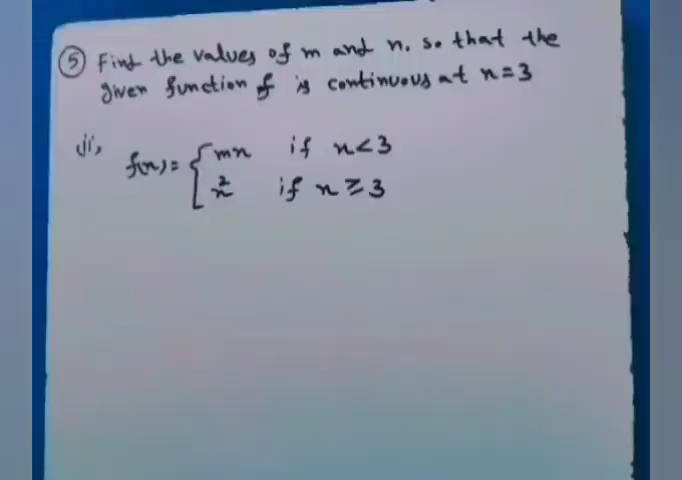 ⑤ Find the values of m and n. so that the
given function f is continuous at x = 3
ii, f(x) = { mx if x < 3
x² if x ≥ 3